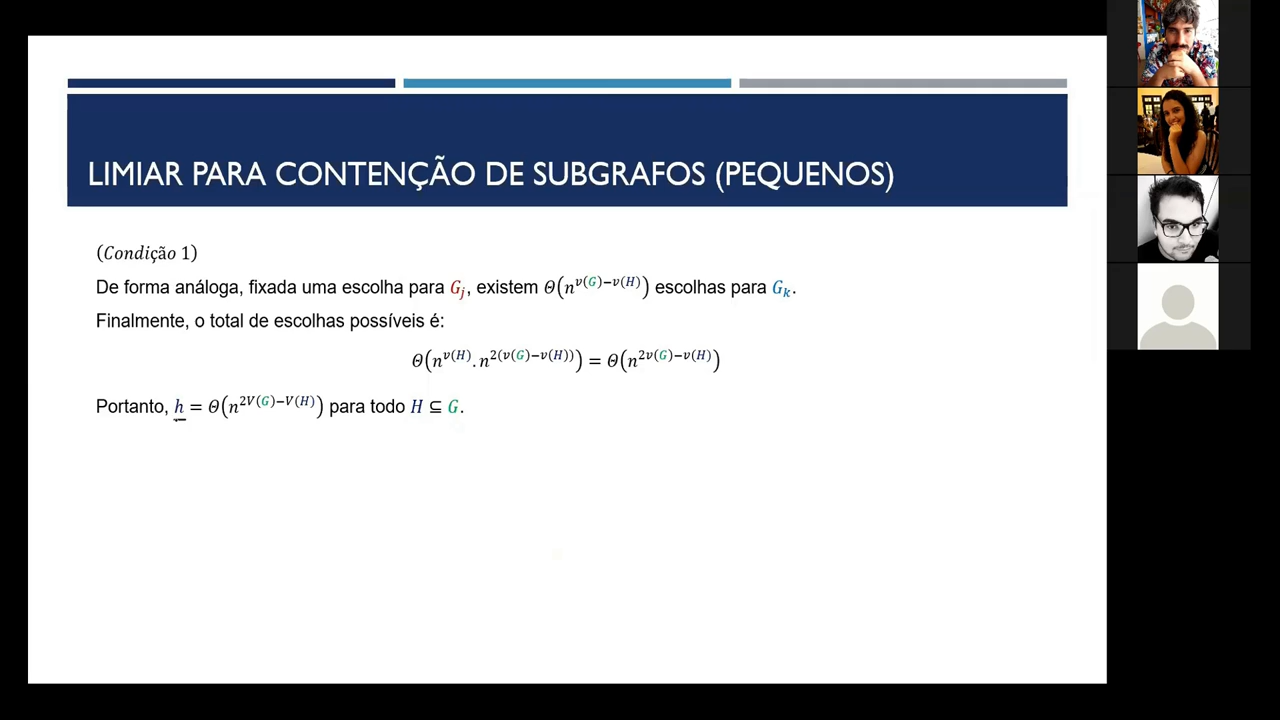 LIMIAR PARA CONTENÇÃO DE SUBGRAFOS (PEQUENOS)
(Condição 1)
De forma análoga, fixada uma escolha para G_j, existem Θ(n^{v(G)−v(H)}) escolhas para G_k.
Finalmente, o total de escolhas possíveis é:
Θ(n^{v(H)}.n^{2(v(G)−v(H))}) = Θ(n^{2v(G)−v(H)})
Portanto, h = Θ(n^{2V(G)−V(H)}) para todo H ⊆ G.